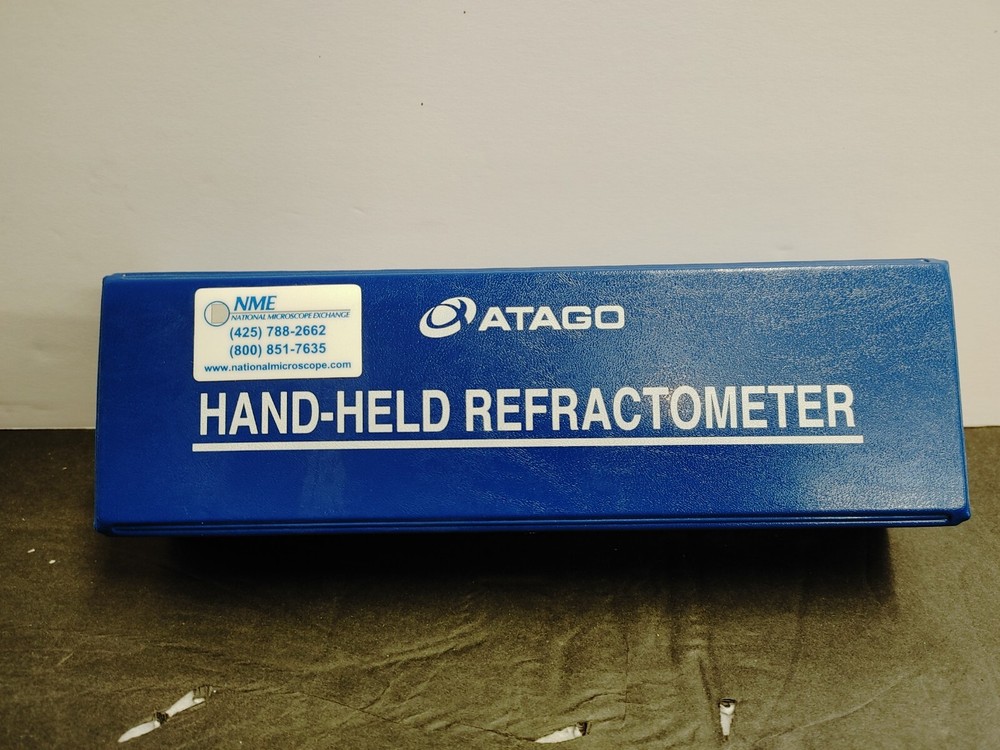 NME
NATIONAL MICROSCOPE EXCHANGE
(425) 788-2662
(800) 851-7635
www.nationalmicroscope.com
ATAGO
HAND-HELD REFRACTOMETER